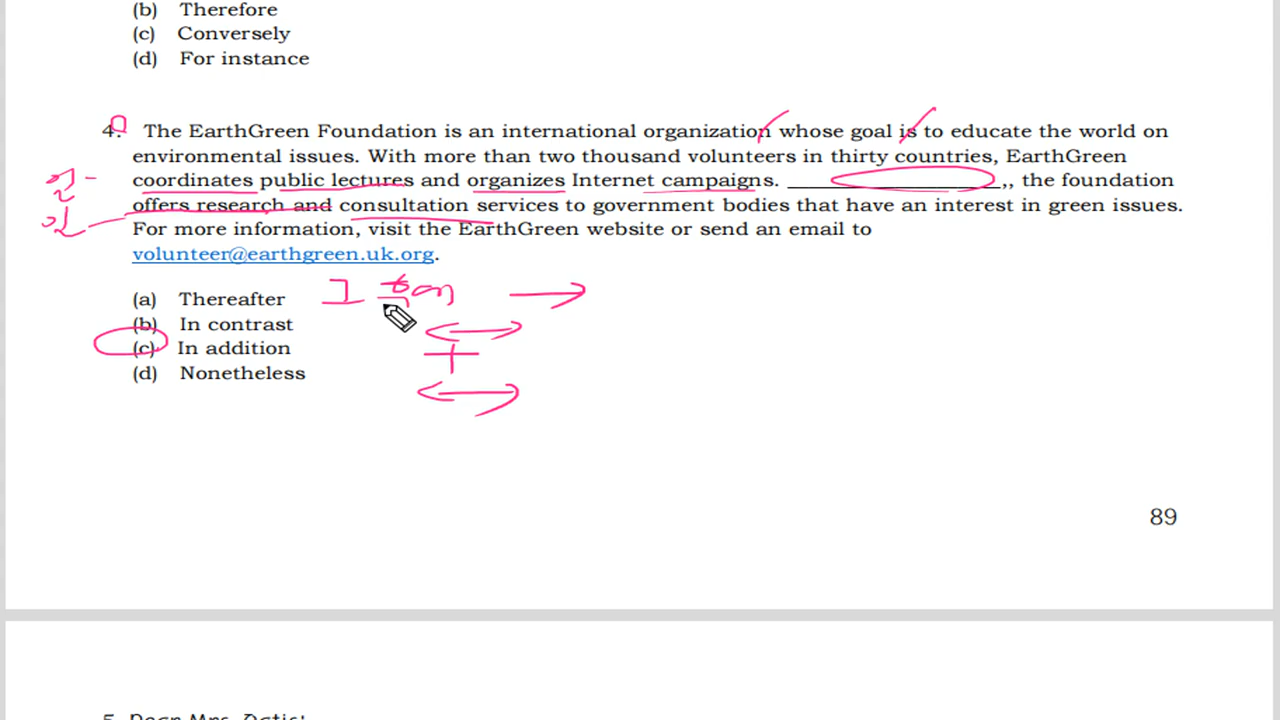 (b) Therefore
(c) Conversely
(d) For instance
4. The EarthGreen Foundation is an international organization whose goal is to educate the world on
environmental issues. With more than two thousand volunteers in thirty countries, EarthGreen
coordinates public lectures and organizes Internet campaigns. ____________________,, the foundation
offers research and consultation services to government bodies that have an interest in green issues.
For more information, visit the EarthGreen website or send an email to
volunteer@earthgreen.uk.org.
(a) Thereafter
(b) In contrast
(c) In addition
(d) Nonetheless
89